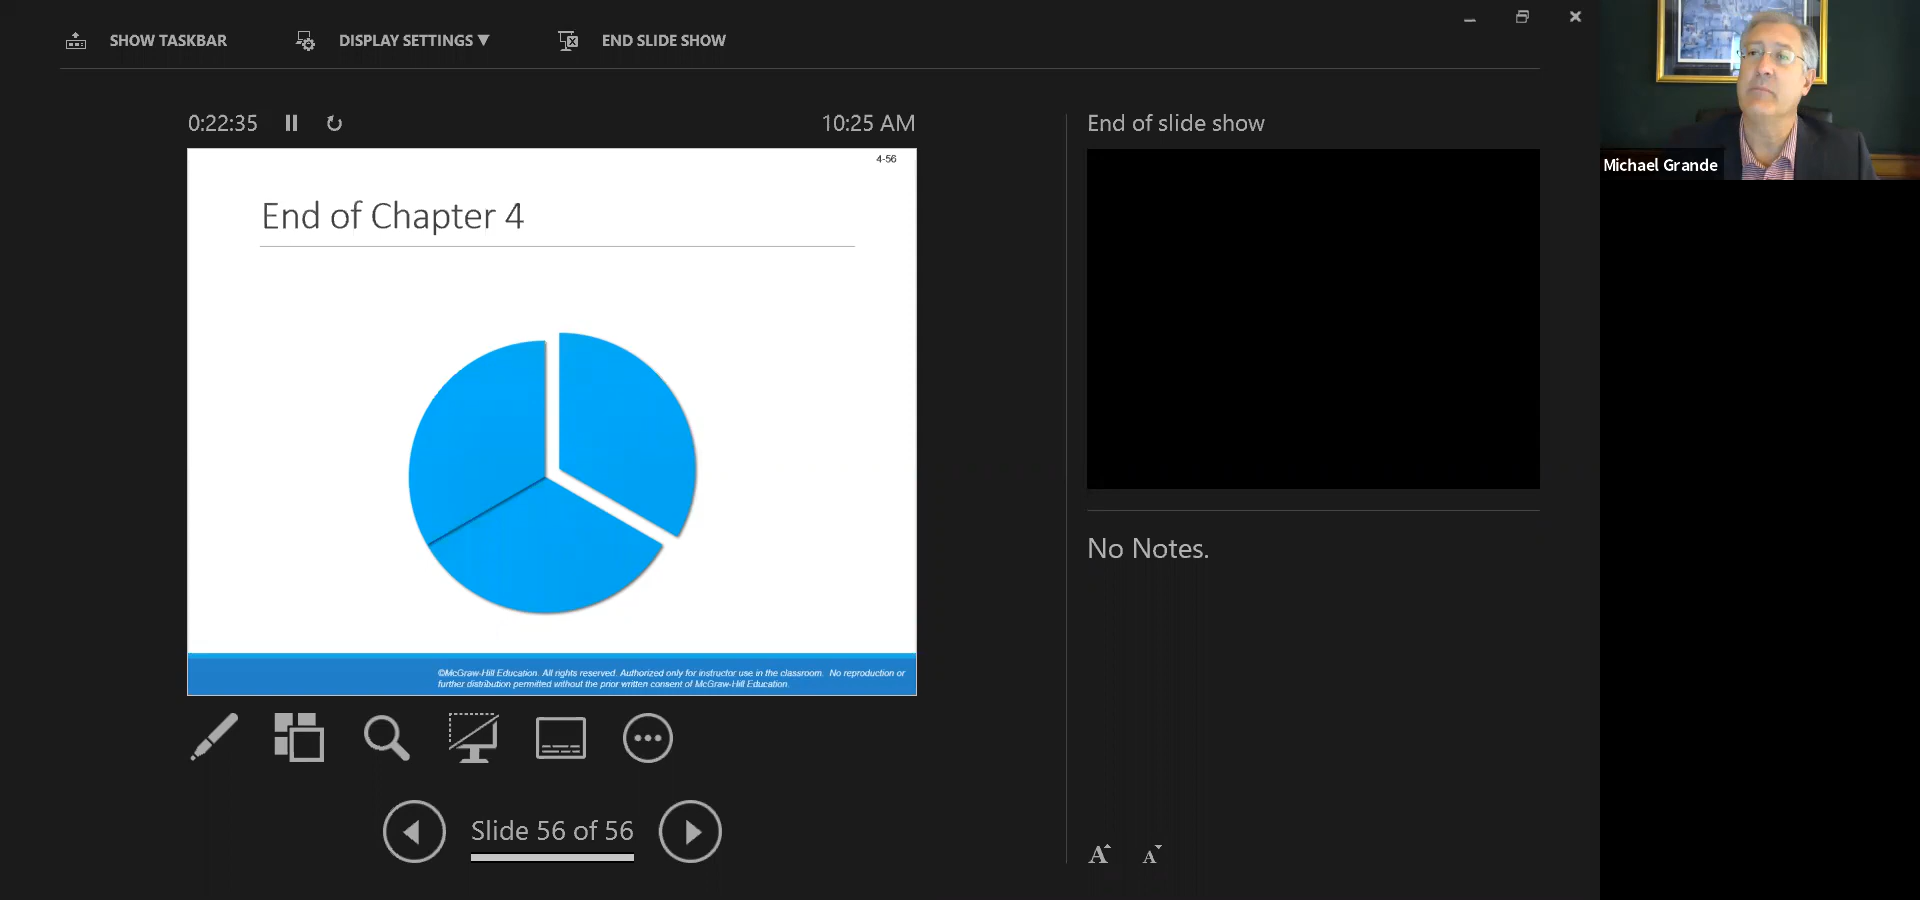 SHOW TASKBAR
DISPLAY SETTINGS ▼
END SLIDE SHOW
0:22:35
10:25 AM
4-56
End of Chapter 4
©McGraw-Hill Education. All rights reserved. Authorized only for instructor use in the classroom. No reproduction or
further distribution permitted without the prior written consent of McGraw-Hill Education.
Slide 56 of 56
End of slide show
No Notes.
A A
Michael Grande